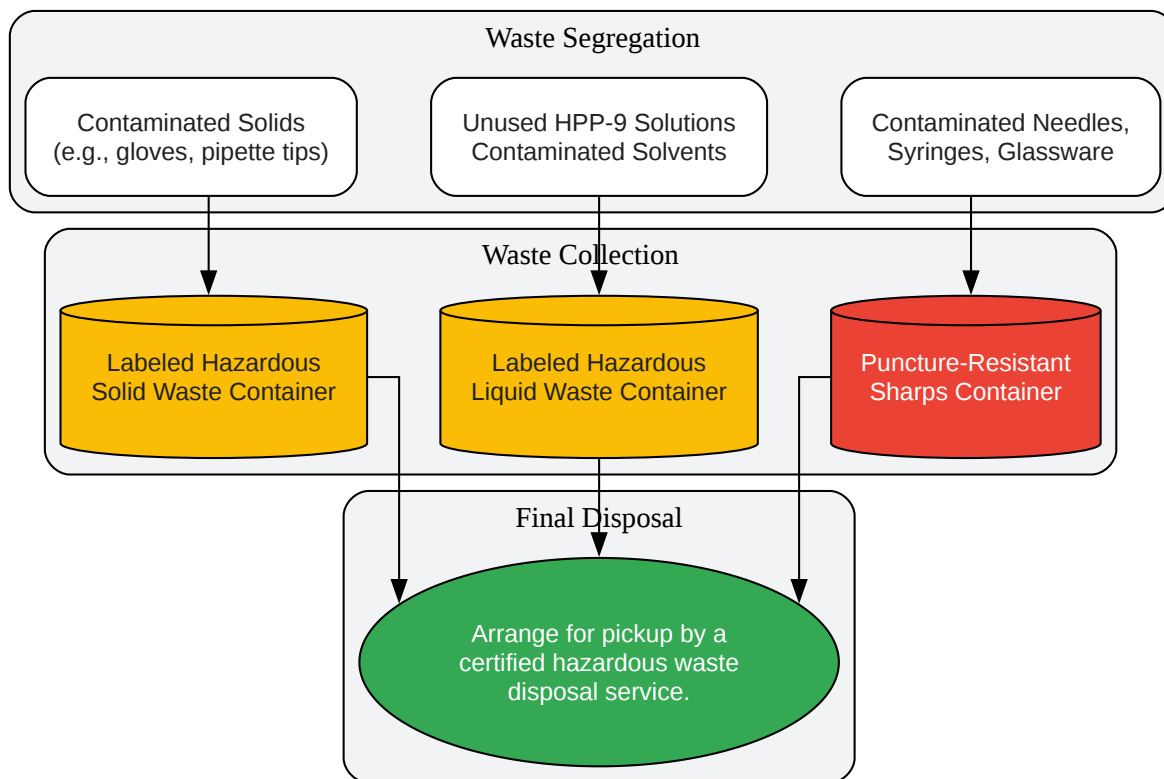 Waste Segregation
Contaminated Solids
(e.g., gloves, pipette tips)
Unused HPP-9 Solutions
Contaminated Solvents
Contaminated Needles,
Syringes, Glassware
Waste Collection
Labeled Hazardous
Solid Waste Container
Labeled Hazardous
Liquid Waste Container
Puncture-Resistant
Sharps Container
Final Disposal
Arrange for pickup by a
certified hazardous waste
disposal service.